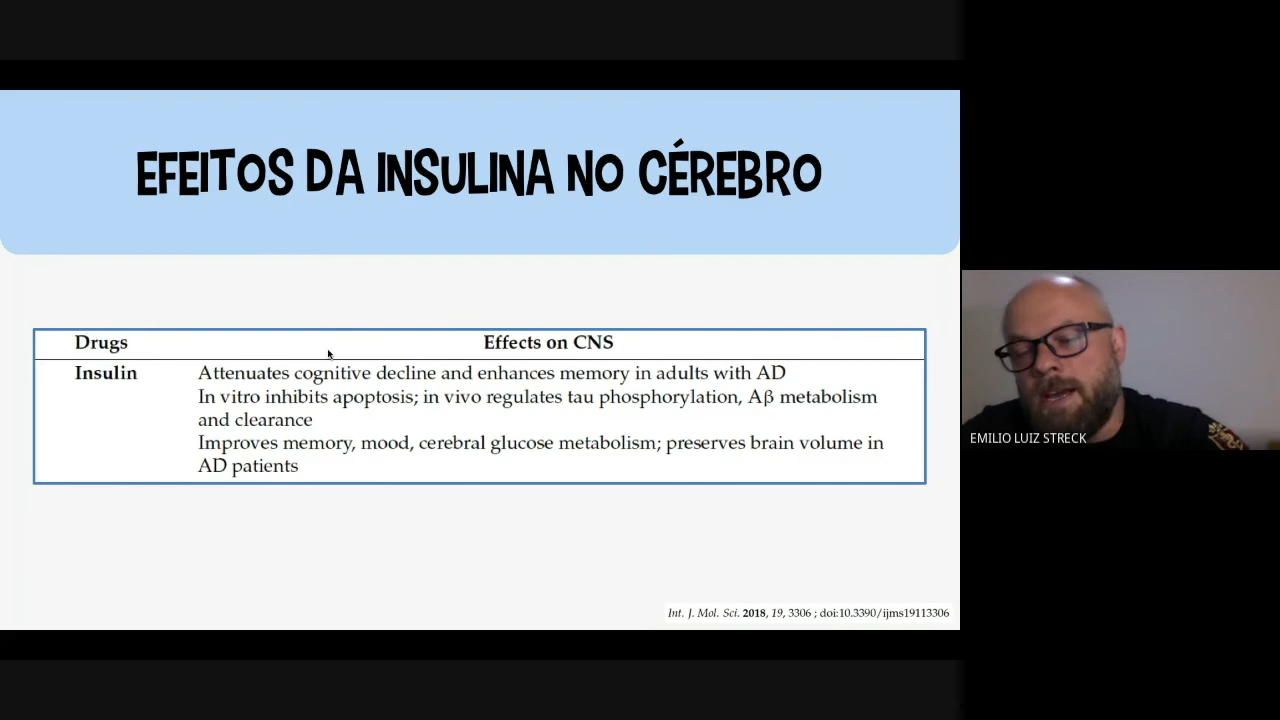 EFEITOS DA INSULINA NO CÉREBRO
Drugs Effects on CNS
Insulin Attenuates cognitive decline and enhances memory in adults with AD
In vitro inhibits apoptosis; in vivo regulates tau phosphorylation, Aβ metabolism
and clearance
Improves memory, mood, cerebral glucose metabolism; preserves brain volume in
AD patients
Int. J. Mol. Sci. 2018, 19, 3306 ; doi:10.3390/ijms19113306
EMILIO LUIZ STRECK